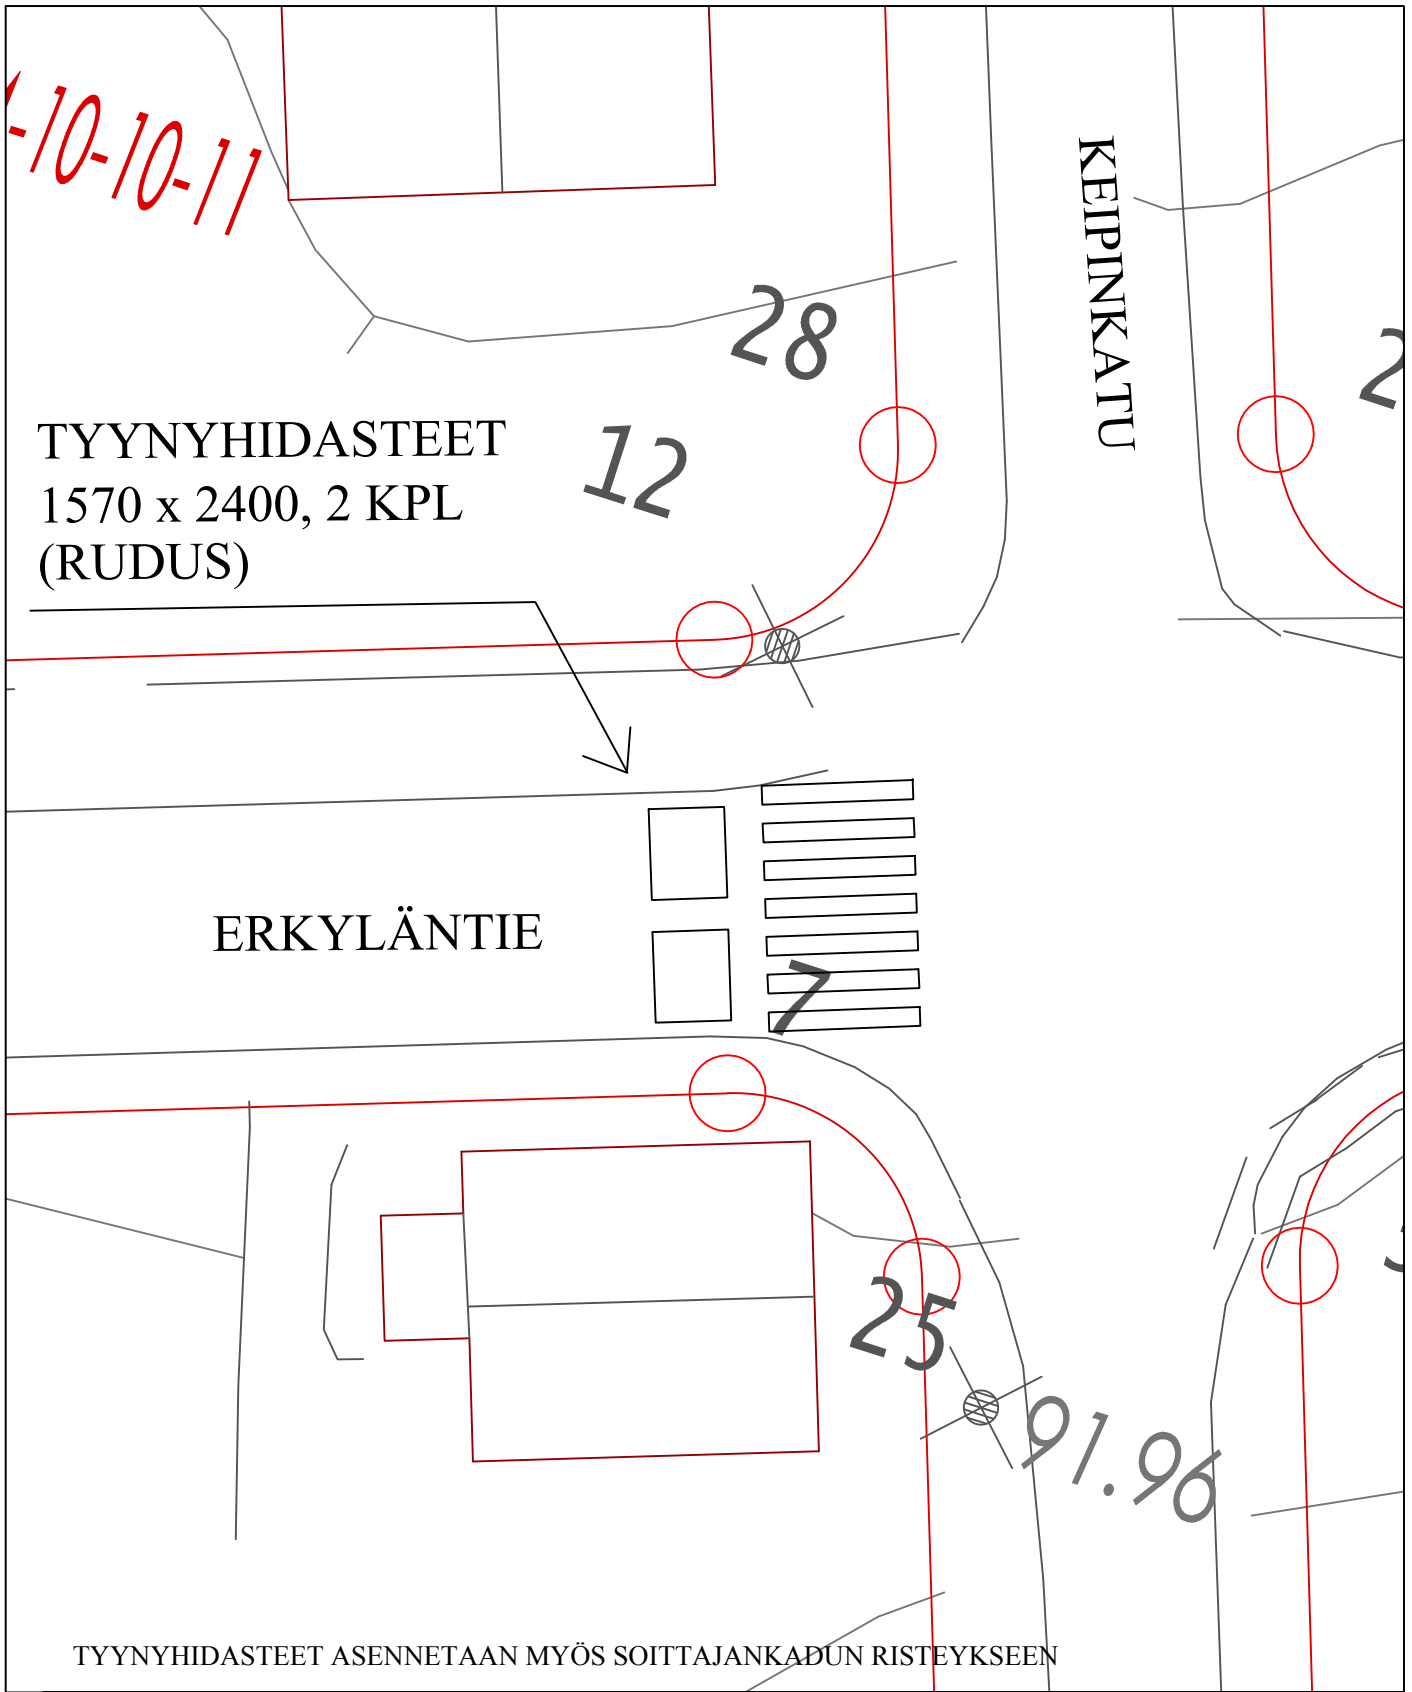 -10-10-11
KEIPINKATU
28
12
TYYNYHIDASTEET
1570 x 2400, 2 KPL
(RUDUS)
ERKYLÄNTIE
7
25
91.96
TYYNYHIDASTEET ASENNETAAN MYÖS SOITTAJANKADUN RISTEYKSEEN